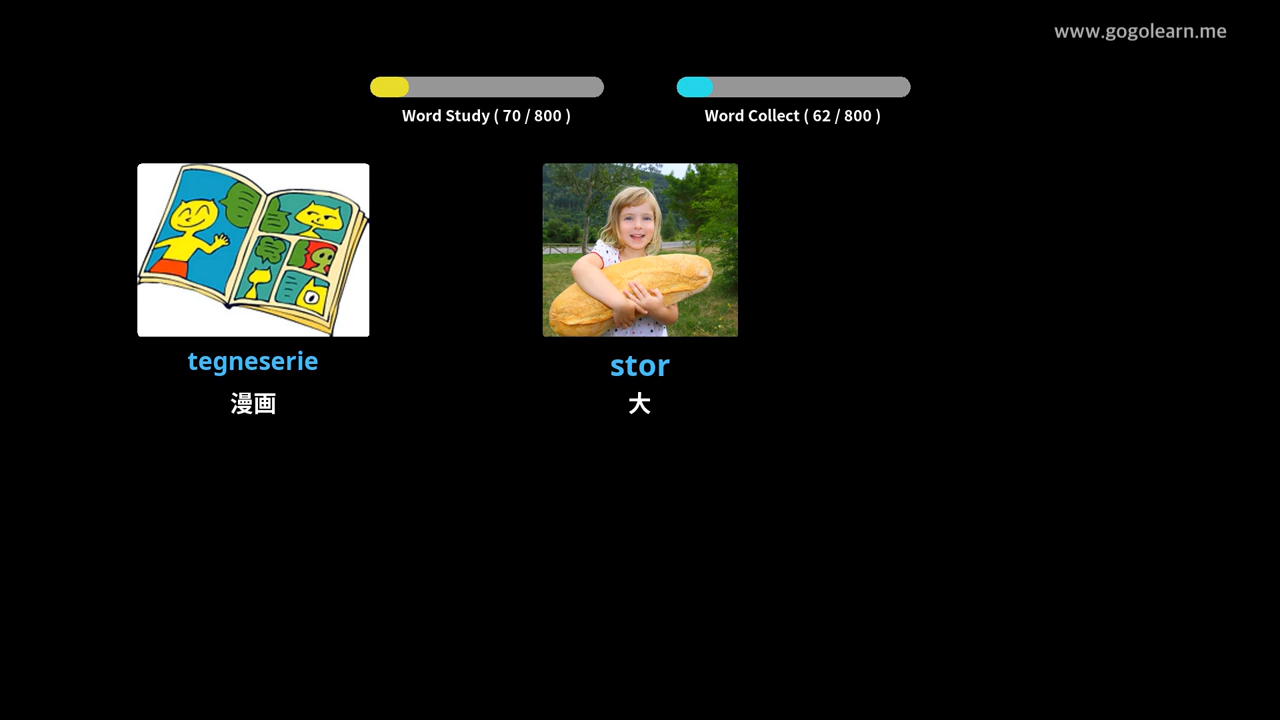 www.gogolearn.me
Word Study ( 70 / 800 )
Word Collect ( 62 / 800 )
tegneserie
stor
漫画
大